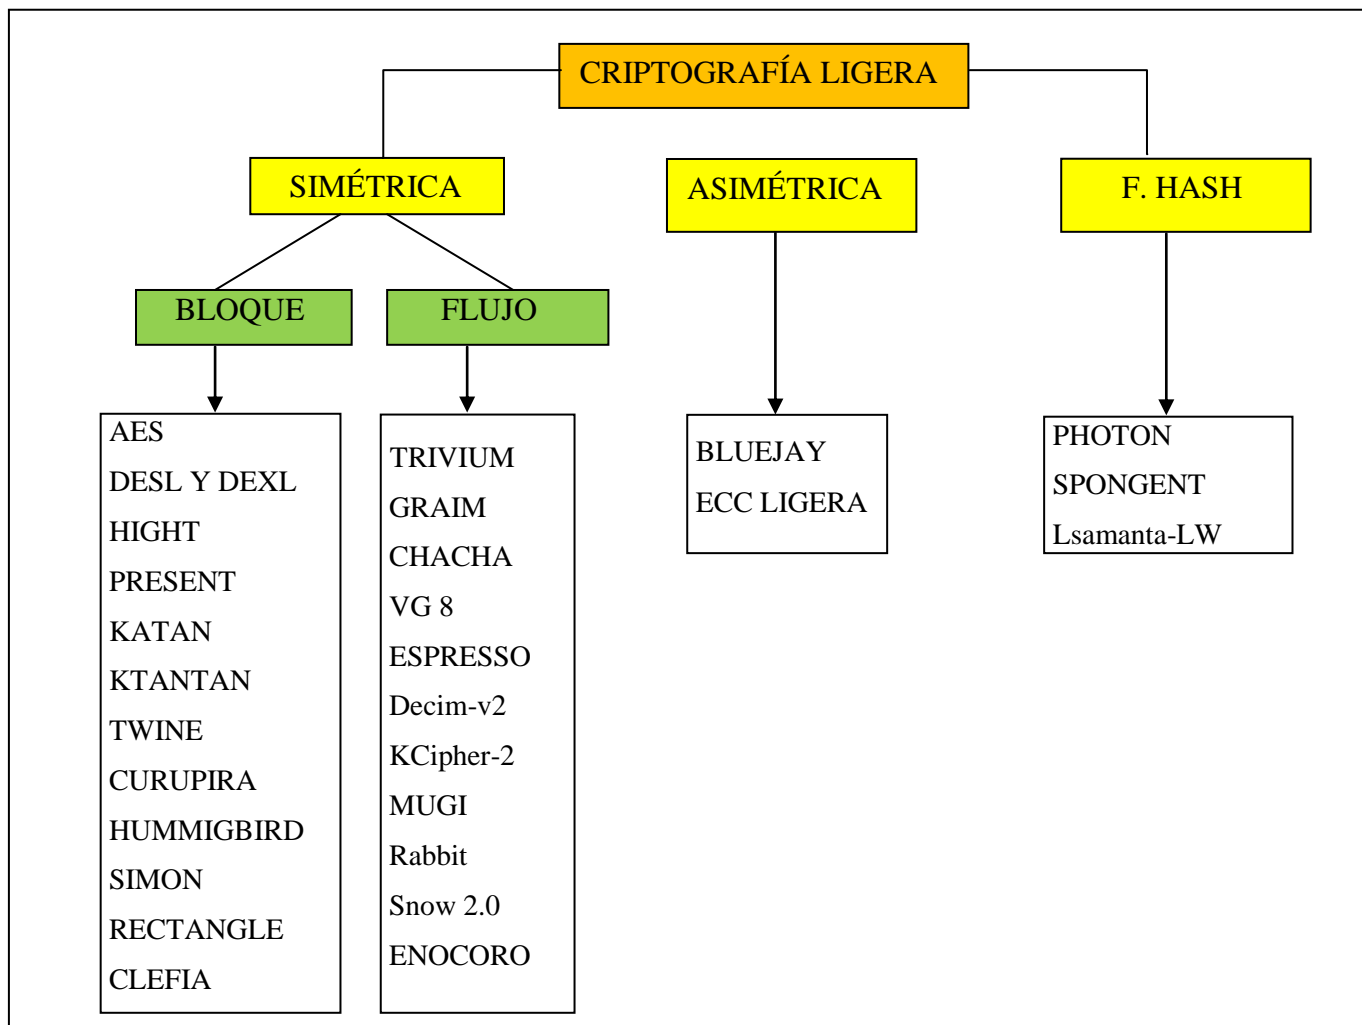 CRIPTOGRAFÍA LIGERA
SIMÉTRICA
ASIMÉTRICA
F. HASH
BLOQUE
FLUJO
AES
DESL Y DEXL
HIGHT
PRESENT
KATAN
KTANTAN
TWINE
CURUPIRA
HUMMIGBIRD
SIMON
RECTANGLE
CLEFIA
TRIVIUM
GRAIM
CHACHA
VG 8
ESPRESSO
Decim-v2
KCipher-2
MUGI
Rabbit
Snow 2.0
ENOCORO
BLUEJAY
ECC LIGERA
PHOTON
SPONGENT
Lsamanta-LW